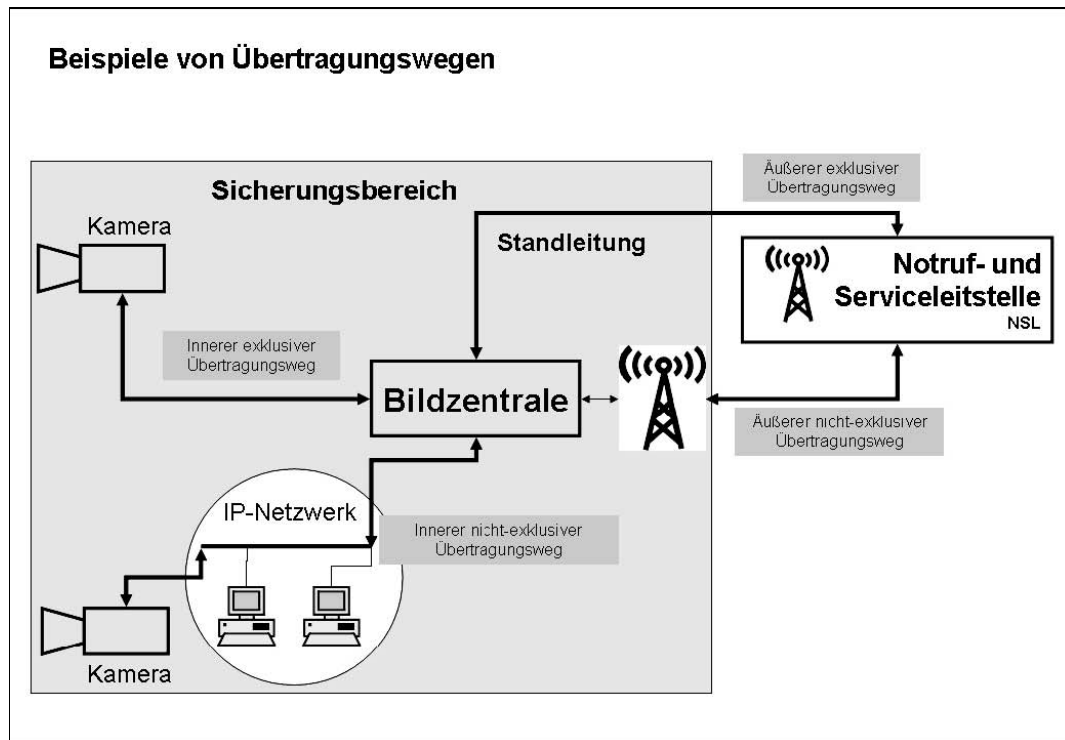 Beispiele von Übertragungswegen
Äußerer exklusiver
Übertragungsweg
Sicherungsbereich
Kamera
Standleitung
Notruf- und
Serviceleitstelle
NSL
Innerer exklusiver
Übertragungsweg
Bildzentrale
Äußerer nicht-exklusiver
Übertragungsweg
IP-Netzwerk
Innerer nicht-exklusiver
Übertragungsweg
Kamera